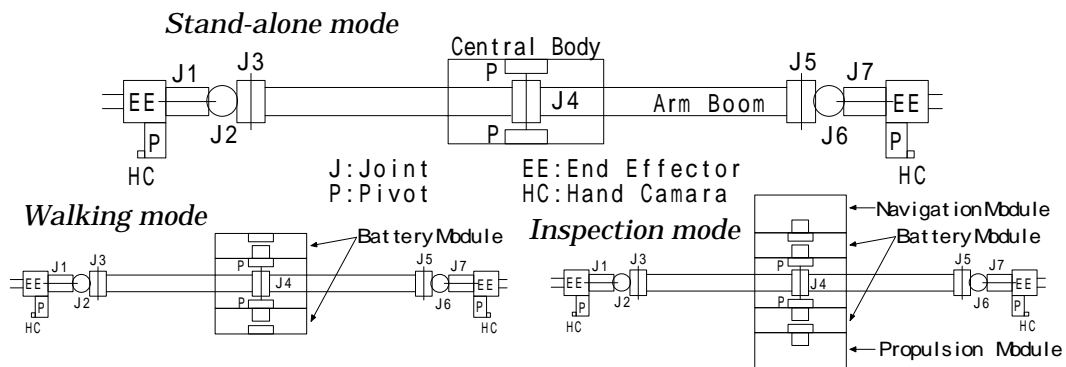 Stand-alone mode
Central Body
J1
J3
P
J5
J7
EE
J4
Arm Boom
EE
J2
J6
P
P
P
HC
HC
J:Joint
EE:End Effector
P:Pivot
HC:Hand Camara
Walking mode
Battery Module
J1
J3
P
J5
J7
EE
J4
EE
J2
J6
P
P
P
HC
HC
Inspection mode
Navigation Module
Battery Module
J1
J3
P
J5
J7
EE
J4
EE
J2
J6
P
P
P
HC
HC
Propulsion Module